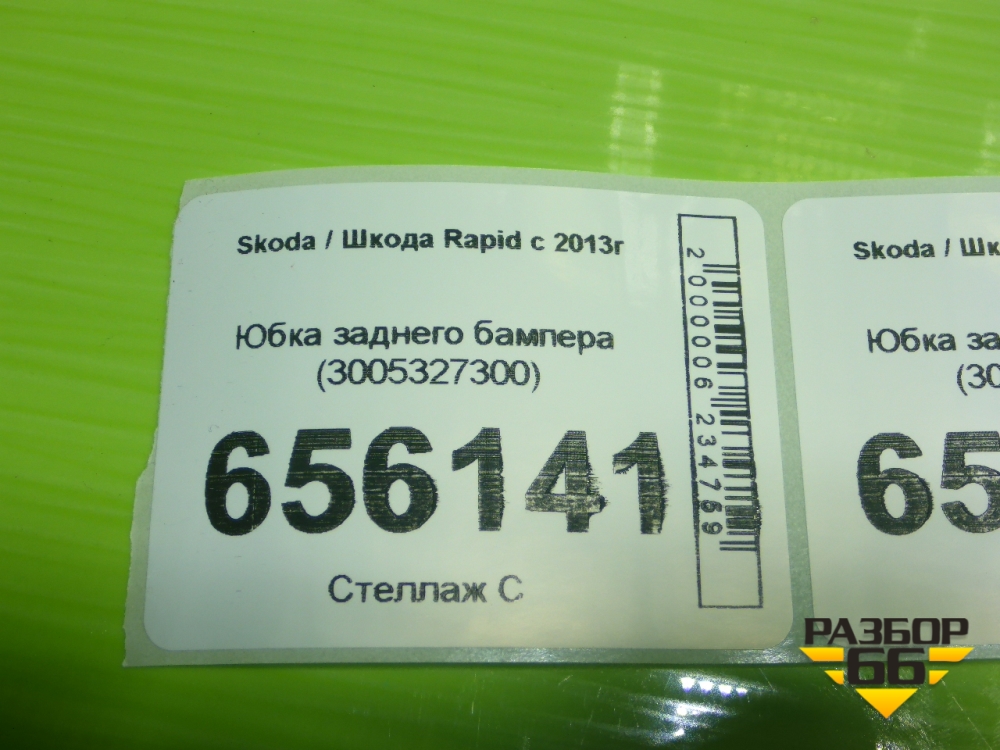 Skoda / Шкода Rapid с 2013г
Юбка заднего бампера
(3005327300)
656141
Стеллаж С
2000006234769
Skoda / Шк
Юбка за
(30
65
РАЗБОР
66